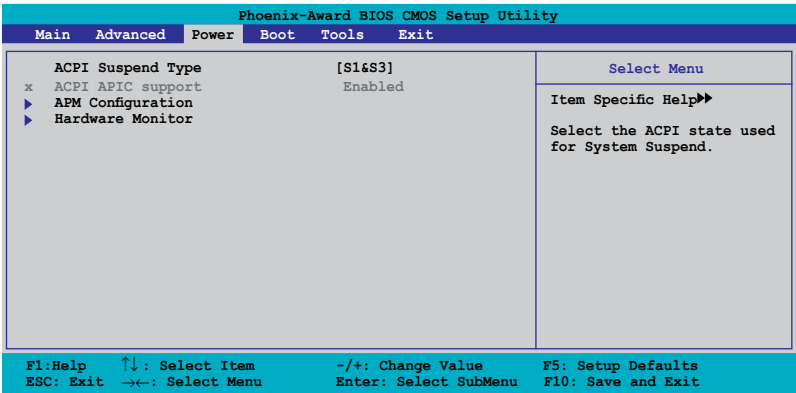 Phoenix-Award BIOS CMOS Setup Utility
Main Advanced Power Boot Tools Exit
ACPI Suspend Type [S1&S3]
x ACPI APIC support Enabled
APM Configuration
Hardware Monitor
Select Menu
Item Specific Help
Select the ACPI state used
for System Suspend.
F1:Help ↑↓: Select Item -/+: Change Value F5: Setup Defaults
ESC: Exit →←: Select Menu Enter: Select SubMenu F10: Save and Exit